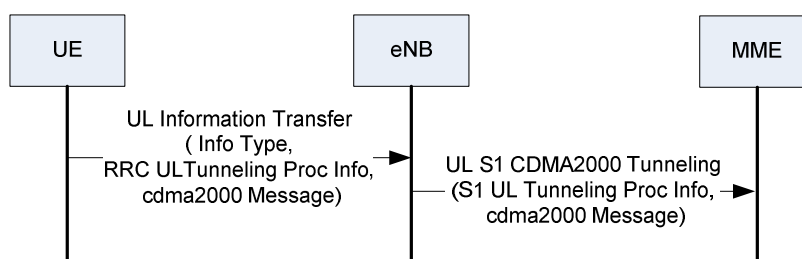 UE
eNB
MME
UL Information Transfer
( Info Type,
RRC ULTunneling Proc Info,
cdma2000 Message)
UL S1 CDMA2000 Tunneling
(S1 UL Tunneling Proc Info,
cdma2000 Message)